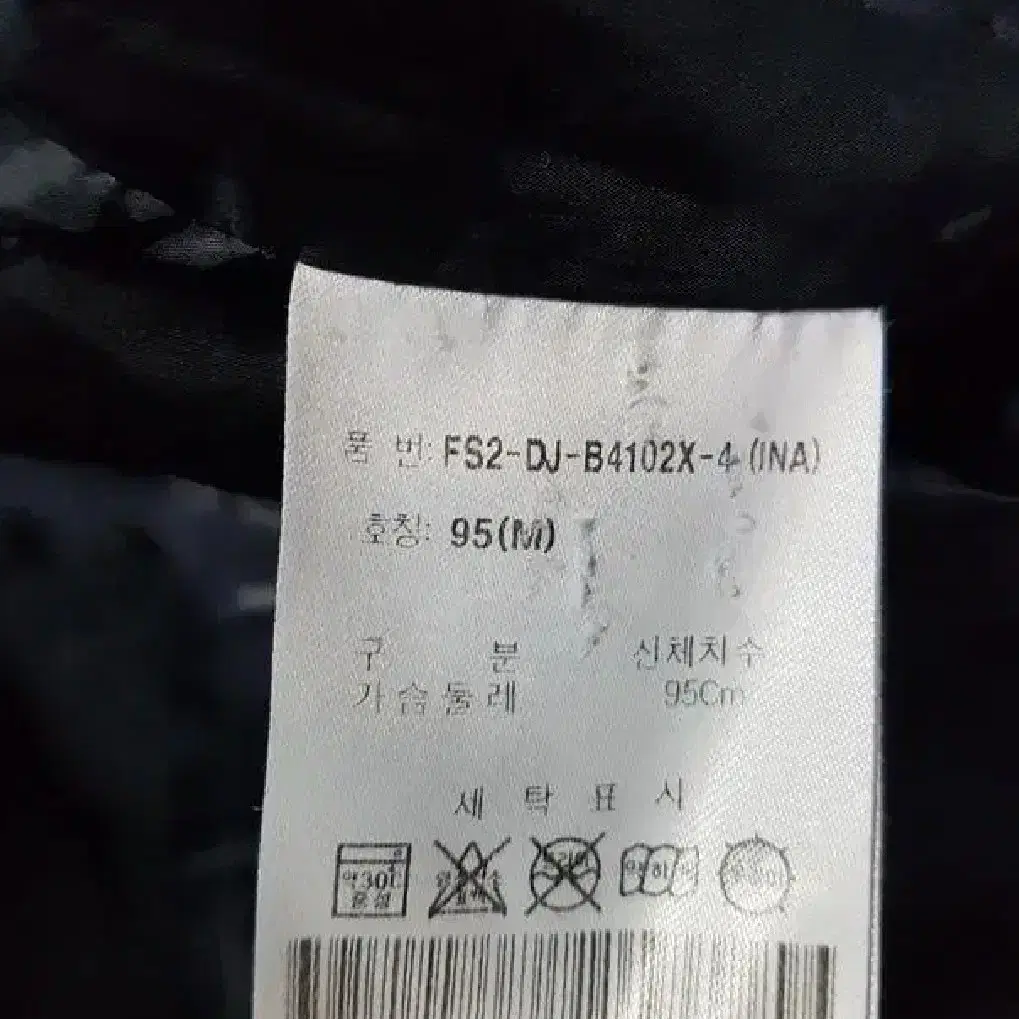 품 번: FS2-DJ-B4102X-4 (INA)
호칭: 95(M)
구 분 신체치수
가슴둘레 95Cm
세 탁 표 시
약30℃
중성